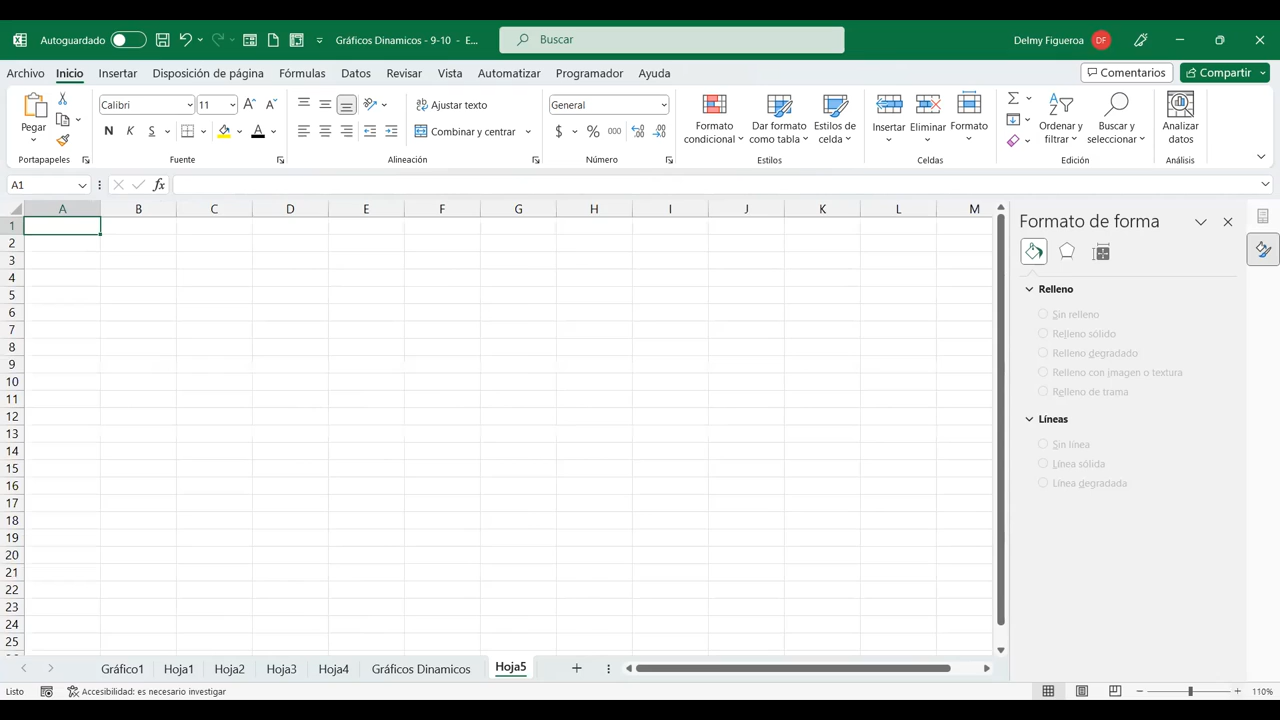 Autoguardado
Gráficos Dinamicos - 9-10 - E...
Buscar
Delmy Figueroa
DF
Archivo
Inicio
Insertar
Disposición de página
Fórmulas
Datos
Revisar
Vista
Automatizar
Programador
Ayuda
Comentarios
Compartir
Pegar
Portapapeles
Calibri
11
N K S
Fuente
Ajustar texto
Combinar y centrar
Alineación
General
$ % 000
Número
Formato condicional
Dar formato como tabla
Estilos de celda
Estilos
Insertar
Eliminar
Formato
Celdas
Ordenar y filtrar
Buscar y seleccionar
Edición
Analizar datos
Análisis
A1
fx
A B C D E F G H I J K L M
1
2
3
4
5
6
7
8
9
10
11
12
13
14
15
16
17
18
19
20
21
22
23
24
25
Formato de forma
Relleno
Sin relleno
Relleno sólido
Relleno degradado
Relleno con imagen o textura
Relleno de trama
Líneas
Sin línea
Línea sólida
Línea degradada
Gráfico1
Hoja1
Hoja2
Hoja3
Hoja4
Gráficos Dinamicos
Hoja5
Listo
Accesibilidad: es necesario investigar
110%